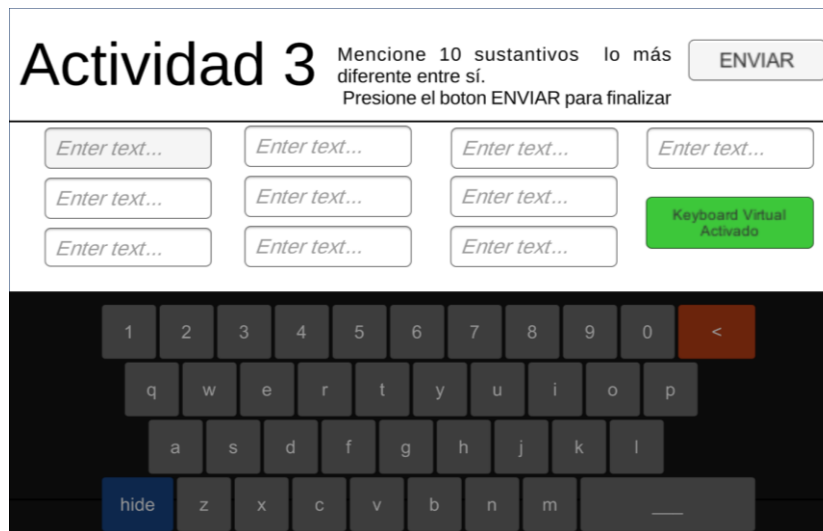 Actividad 3
Mencione 10 sustantivos lo más
diferente entre sí.
Presione el boton ENVIAR para finalizar
ENVIAR
Enter text... Enter text... Enter text... Enter text...
Enter text... Enter text... Enter text...
Keyboard Virtual
Activado
Enter text... Enter text... Enter text...
1 2 3 4 5 6 7 8 9 0 <
q w e r t y u i o p
a s d f g h j k l
hide z x c v b n m __